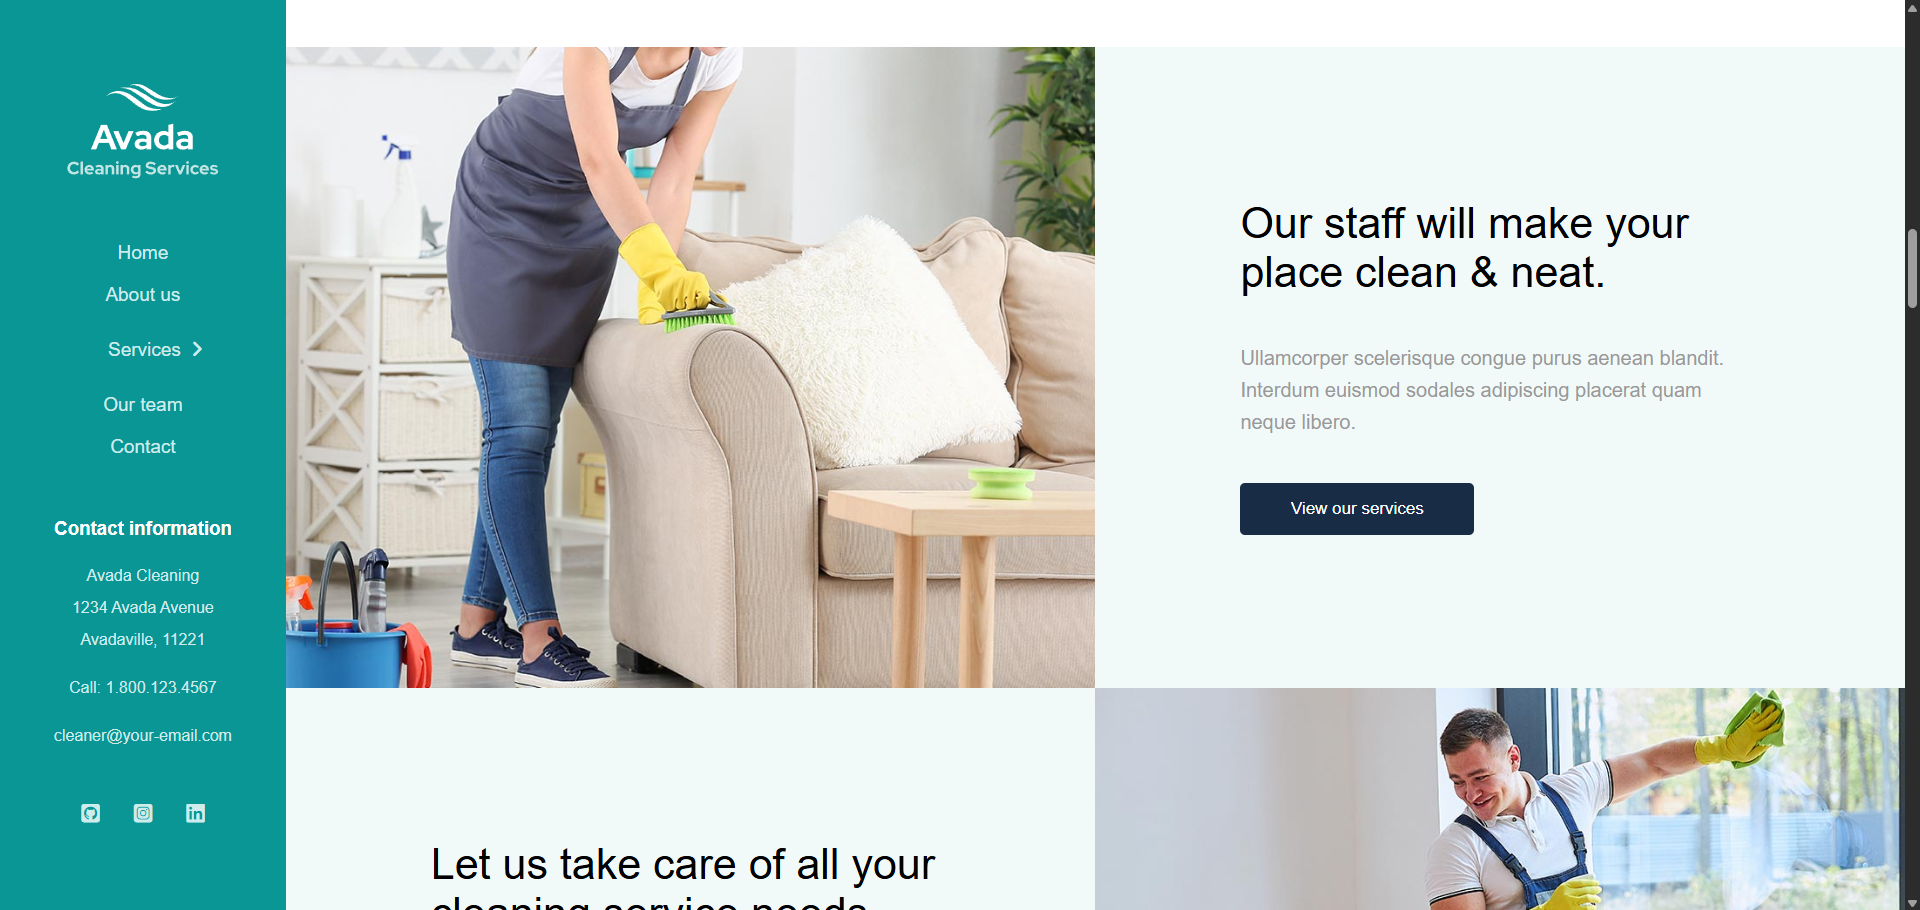 Avada
Cleaning Services
Home
About us
Services
Our team
Contact
Contact information
Avada Cleaning
1234 Avada Avenue
Avadaville, 11221
Call: 1.800.123.4567
cleaner@your-email.com
Our staff will make your
place clean & neat.
Ullamcorper scelerisque congue purus aenean blandit.
Interdum euismod sodales adipiscing placerat quam
neque libero.
View our services
Let us take care of all your
cleaning service needs